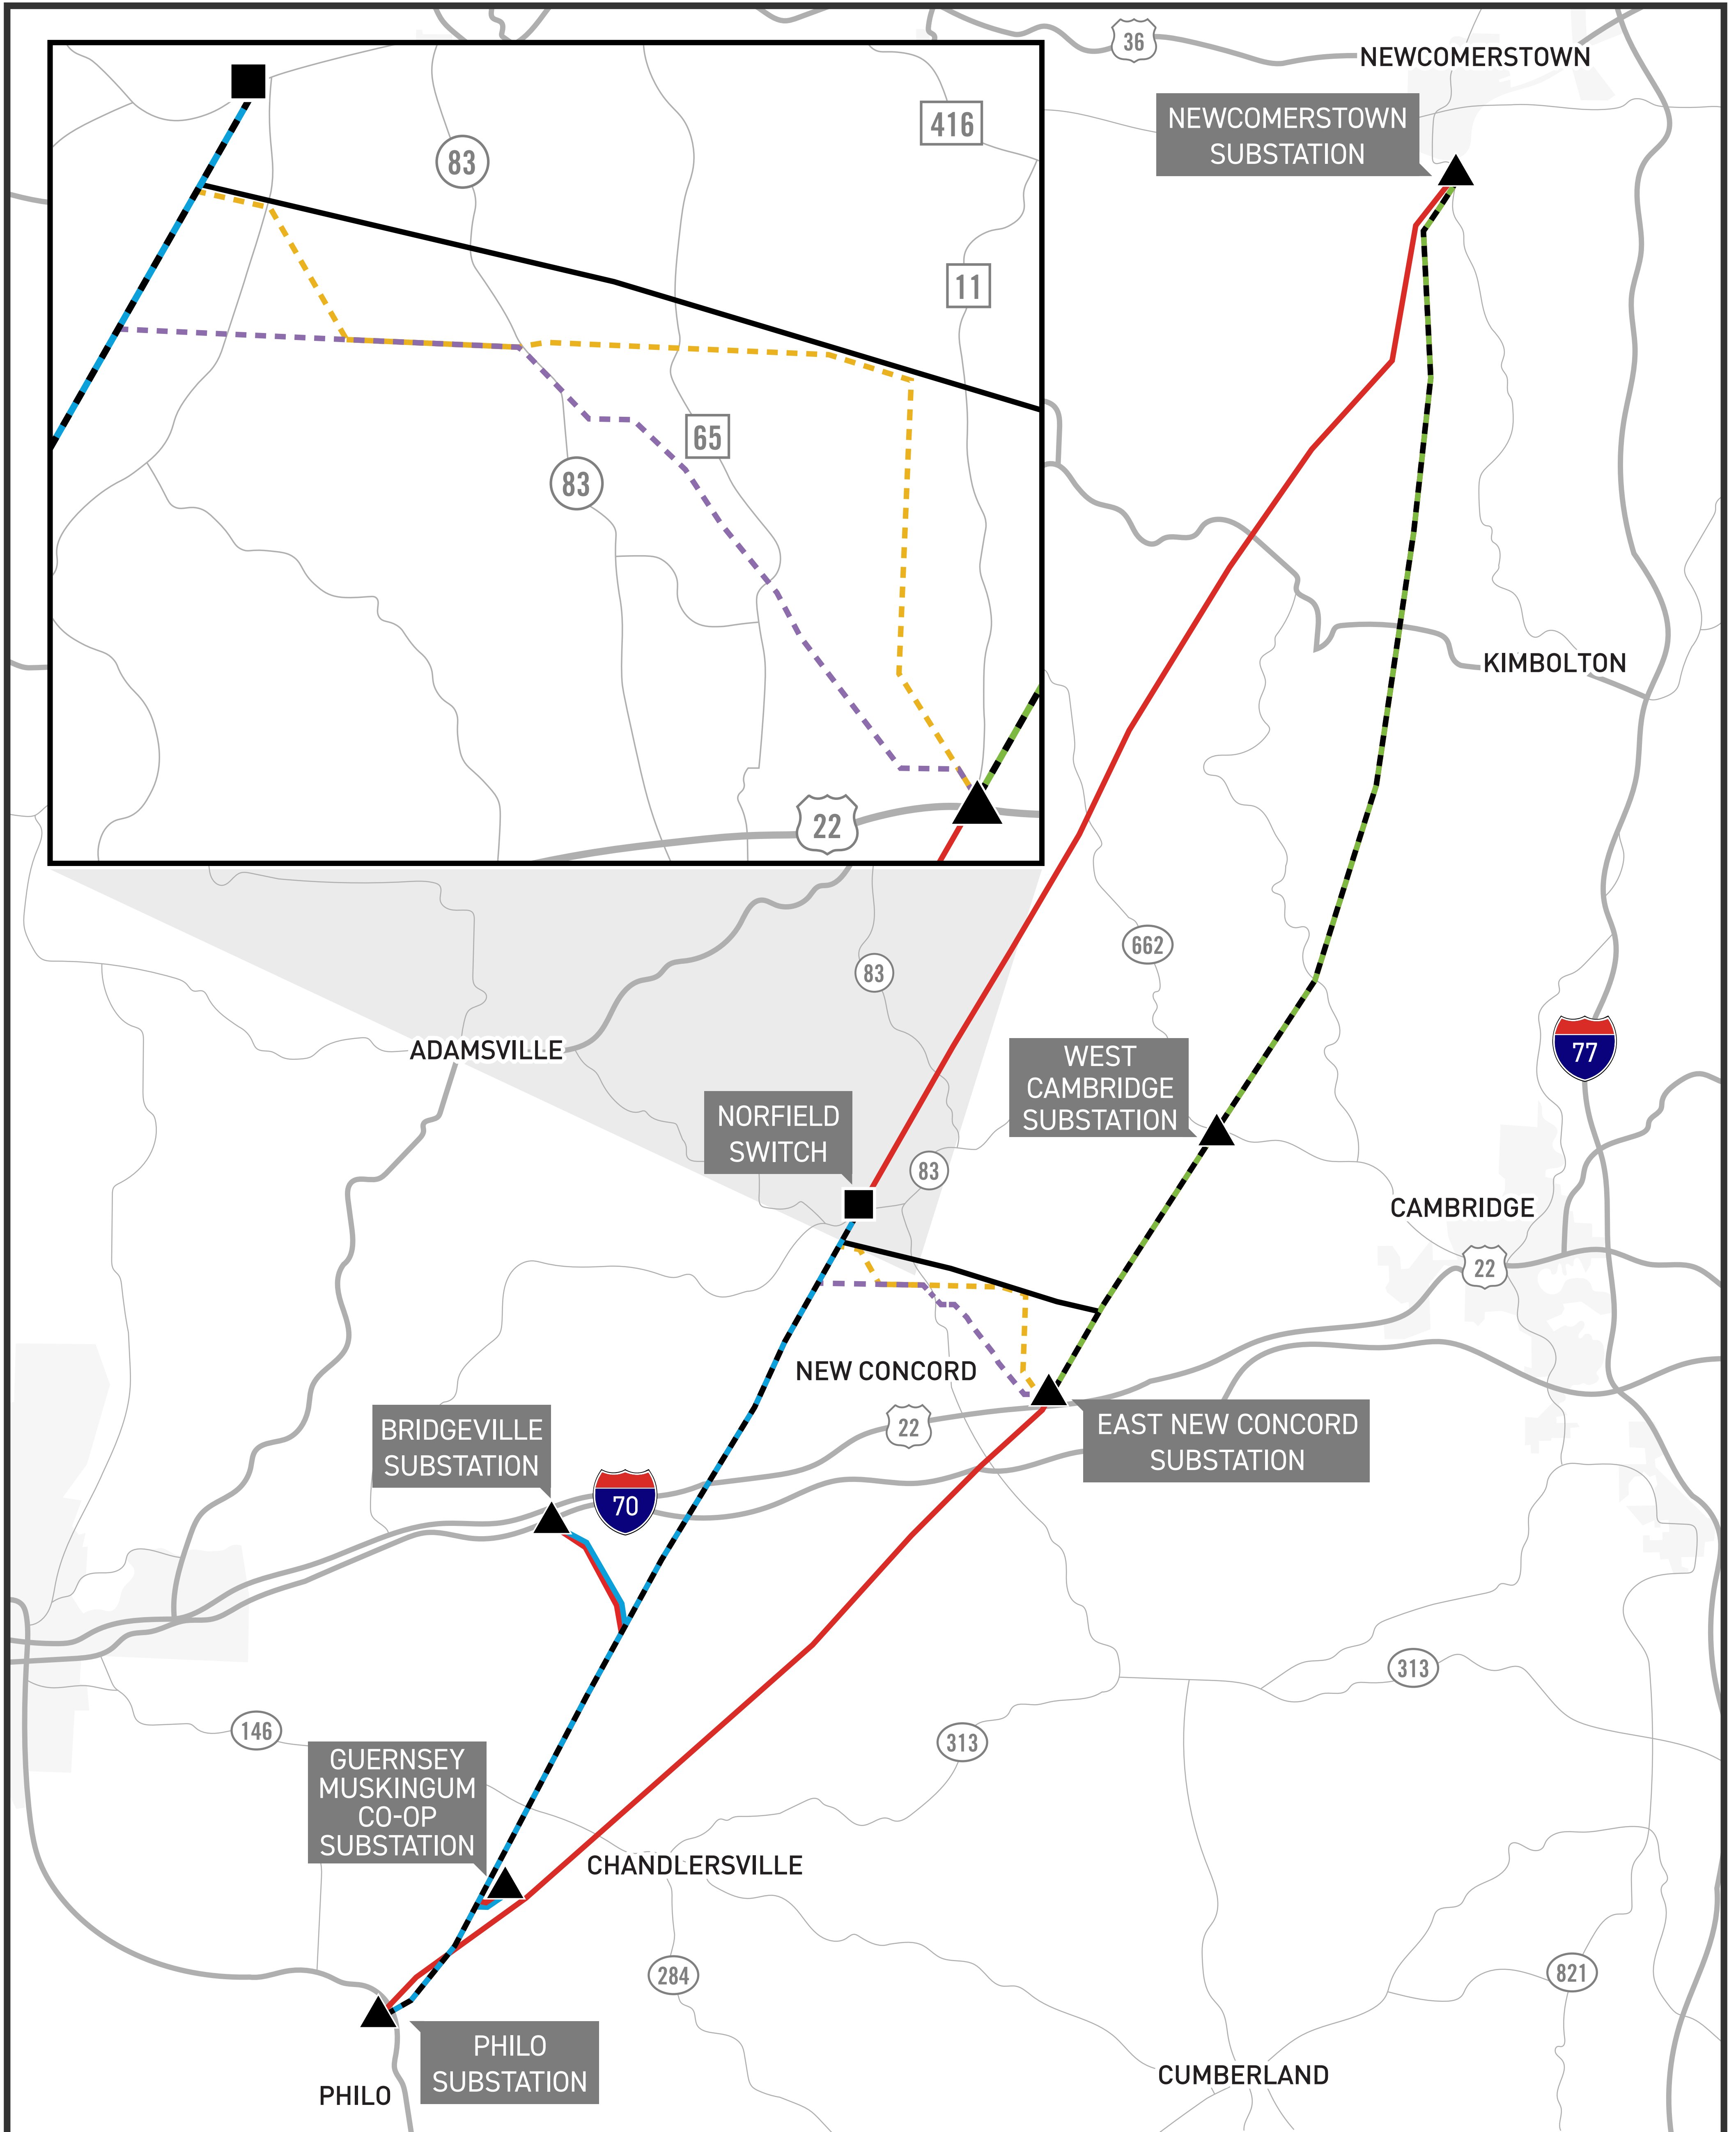 36
NEWCOMERSTOWN
NEWCOMERSTOWN
SUBSTATION
416
83
11
65
83
22
KIMBOLTON
662
83
ADAMSVILLE
WEST
CAMBRIDGE
SUBSTATION
77
NORFIELD
SWITCH
83
CAMBRIDGE
22
NEW CONCORD
22
BRIDGEVILLE
SUBSTATION
EAST NEW CONCORD
SUBSTATION
70
313
146
313
GUERNSEY
MUSKINGUM
CO-OP
SUBSTATION
CHANDLERSVILLE
284
821
PHILO
SUBSTATION
PHILO
CUMBERLAND